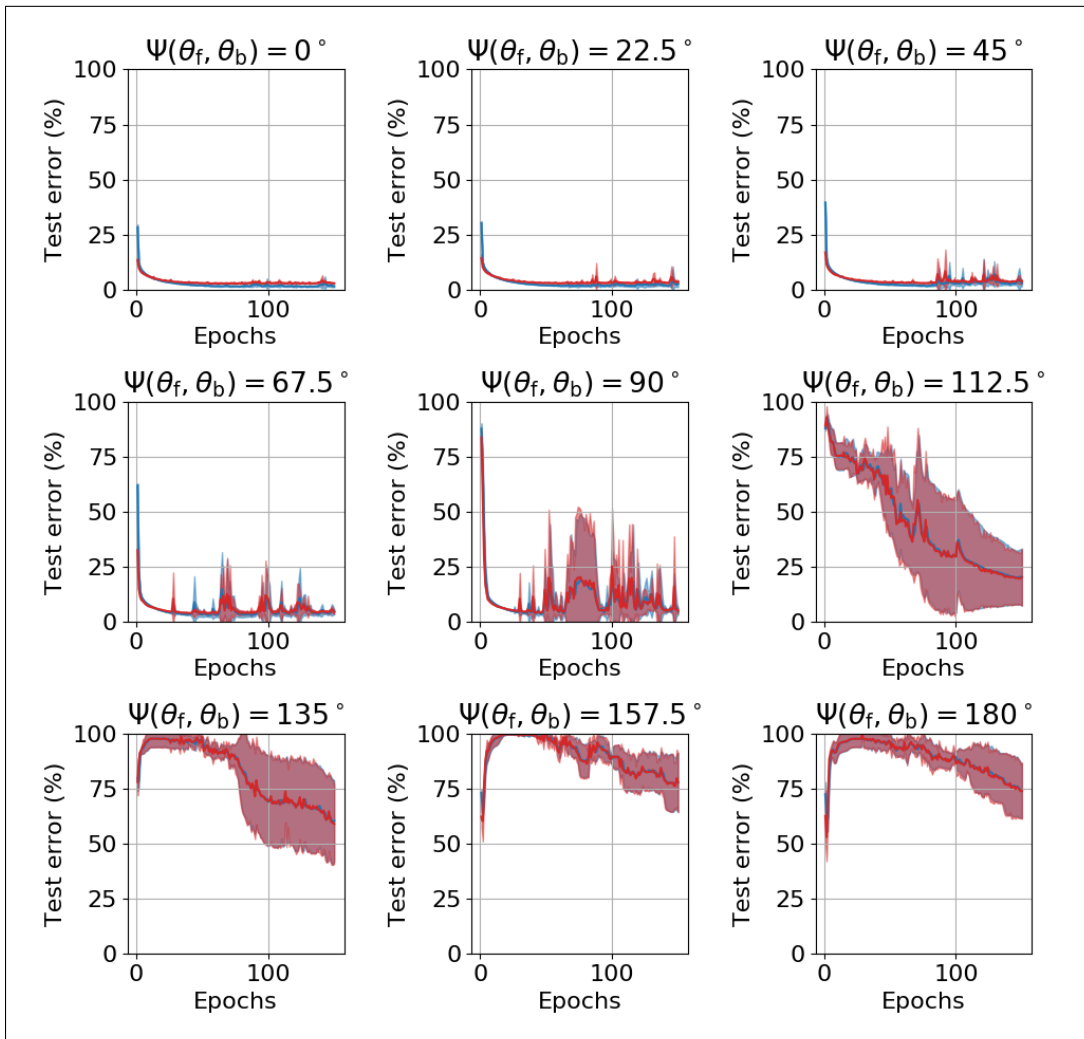 Ψ(θf, θb) = 0°
100
75
50
25
0
Test error (%)
0 100
Epochs
Ψ(θf, θb) = 22.5°
100
75
50
25
0
Test error (%)
0 100
Epochs
Ψ(θf, θb) = 45°
100
75
50
25
0
Test error (%)
0 100
Epochs
Ψ(θf, θb) = 67.5°
100
75
50
25
0
Test error (%)
0 100
Epochs
Ψ(θf, θb) = 90°
100
75
50
25
0
Test error (%)
0 100
Epochs
Ψ(θf, θb) = 112.5°
100
75
50
25
0
Test error (%)
0 100
Epochs
Ψ(θf, θb) = 135°
100
75
50
25
0
Test error (%)
0 100
Epochs
Ψ(θf, θb) = 157.5°
100
75
50
25
0
Test error (%)
0 100
Epochs
Ψ(θf, θb) = 180°
100
75
50
25
0
Test error (%)
0 100
Epochs